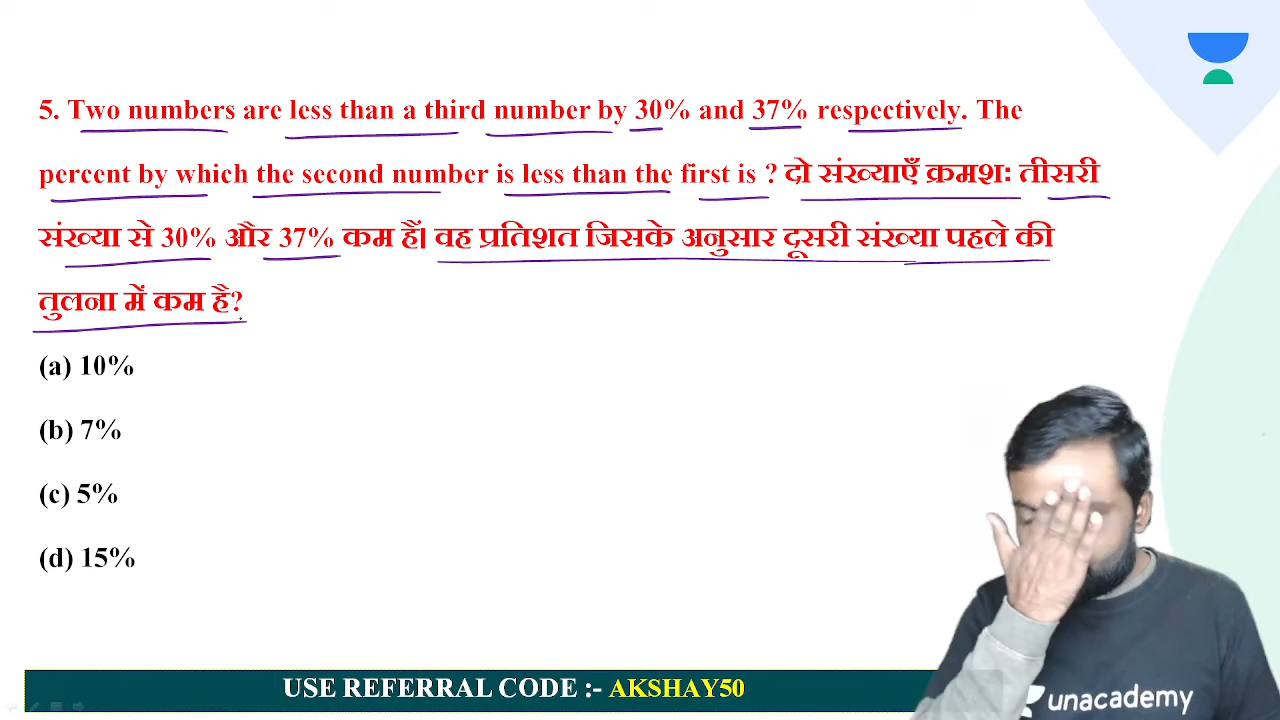 5. Two numbers are less than a third number by 30% and 37% respectively. The
percent by which the second number is less than the first is ? दो संख्याएँ क्रमशः तीसरी
संख्या से 30% और 37% कम हैं। वह प्रतिशत जिसके अनुसार दूसरी संख्या पहले की
तुलना में कम है?
(a) 10%
(b) 7%
(c) 5%
(d) 15%
USE REFERRAL CODE :- AKSHAY50
unacademy